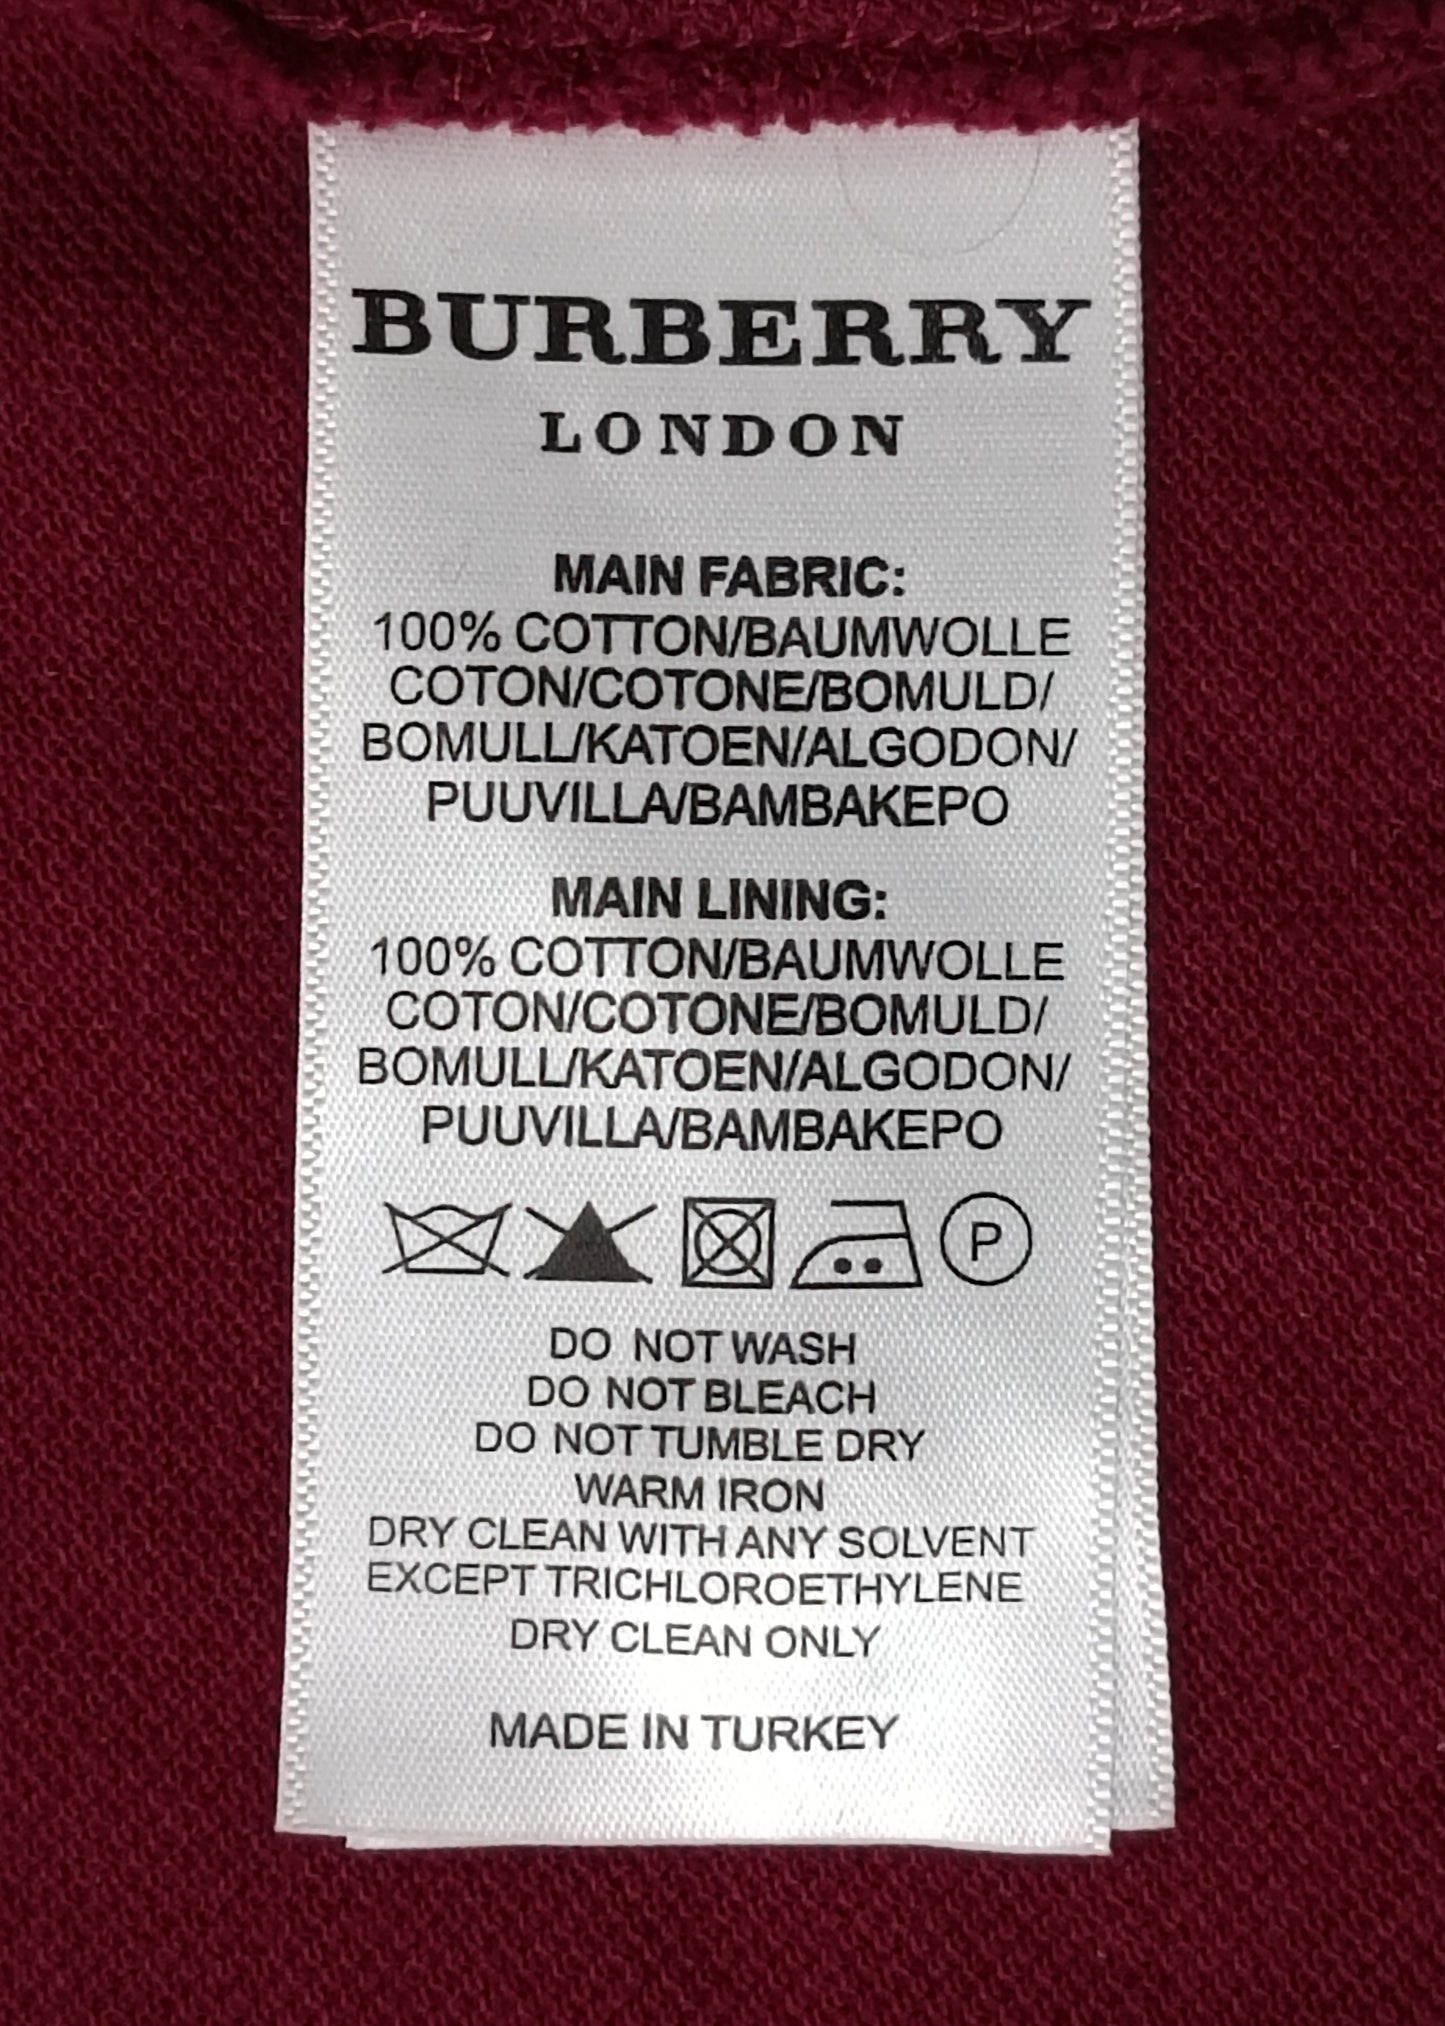 BURBERRY
LONDON
MAIN FABRIC:
100% COTTON/BAUMWOLLE
COTON/COTONE/BOMULD/
BOMULL/KATOEN/ALGODON/
PUUVILLA/BAMBAKEPO
MAIN LINING:
100% COTTON/BAUMWOLLE
COTON/COTONE/BOMULD/
BOMULL/KATOEN/ALGODON/
PUUVILLA/BAMBAKEPO
P
DO NOT WASH
DO NOT BLEACH
DO NOT TUMBLE DRY
WARM IRON
DRY CLEAN WITH ANY SOLVENT
EXCEPT TRICHLOROETHYLENE
DRY CLEAN ONLY
MADE IN TURKEY